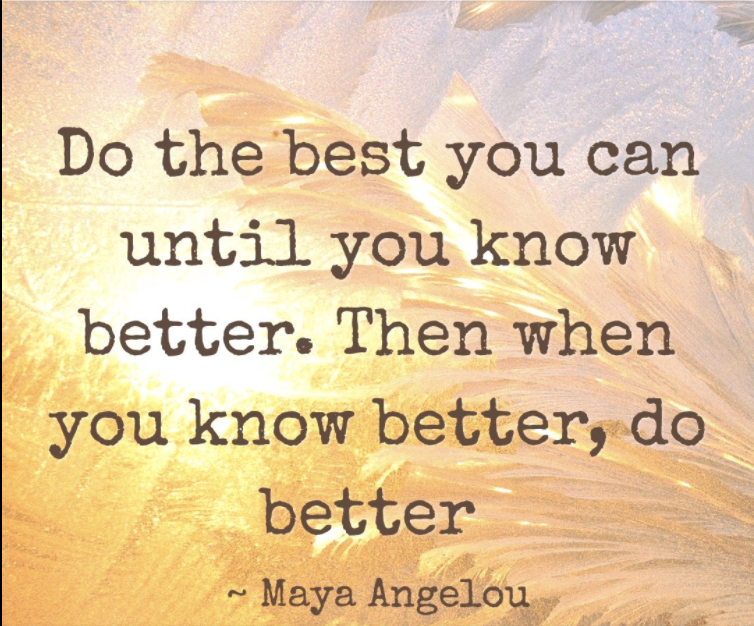 Do the best you can
until you know
better. Then when
you know better, do
better
~ Maya Angelou